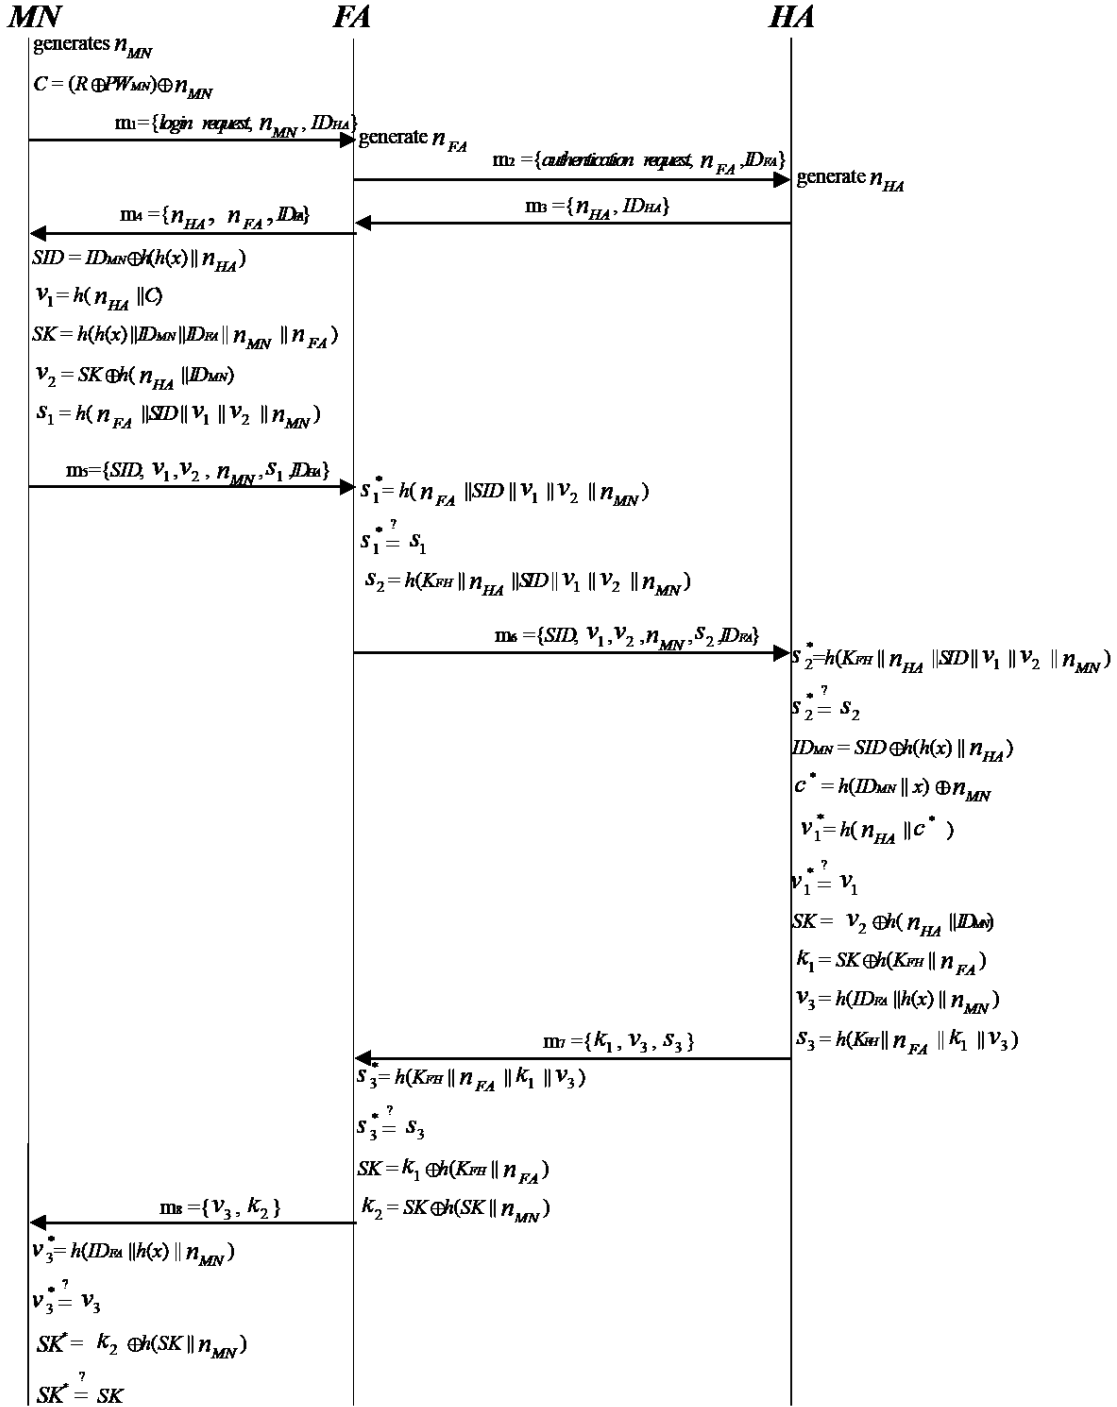 MN FA HA
generates n_MN
C = (R⊕PW_MN)⊕n_MN
m₁={login request, n_MN, ID_HA}
generate n_FA
m₂={authentication request, n_FA, ID_FA}
generate n_HA
m₃={n_HA, ID_HA}
m₄={n_HA, n_FA, ID_FA}
SID = ID_MN⊕h(h(x)||n_HA)
v₁=h(n_HA||C)
SK=h(h(x)||ID_MN||ID_FA||n_MN||n_FA)
v₂=SK⊕h(n_HA||ID_MN)
s₁=h(n_FA||SID||v₁||v₂||n_MN)
m₅={SID, v₁,v₂, n_MN, s₁,ID_HA}
s₁*=h(n_FA||SID||v₁||v₂||n_MN)
s₁* ?= s₁
s₂=h(K_FH||n_HA||SID||v₁||v₂||n_MN)
m₆={SID, v₁,v₂,n_MN,s₂,ID_FA}
s₂*=h(K_FH||n_HA||SID||v₁||v₂||n_MN)
s₂* ?= s₂
ID_MN=SID⊕h(h(x)||n_HA)
c*=h(ID_MN||x)⊕n_MN
v₁*=h(n_HA||c*)
v₁* ?= v₁
SK= v₂⊕h(n_HA||ID_MN)
k₁=SK⊕h(K_FH||n_FA)
v₃=h(ID_FA||h(x)||n_MN)
s₃=h(K_FH||n_FA||k₁||v₃)
m₇={k₁, v₃, s₃}
s₃*=h(K_FH||n_FA||k₁||v₃)
s₃* ?= s₃
SK=k₁⊕h(K_FH||n_FA)
k₂=SK⊕h(SK||n_MN)
m₈={v₃, k₂}
v₃*=h(ID_FA||h(x)||n_MN)
v₃* ?= v₃
SK*= k₂⊕h(SK||n_MN)
SK* ?= SK